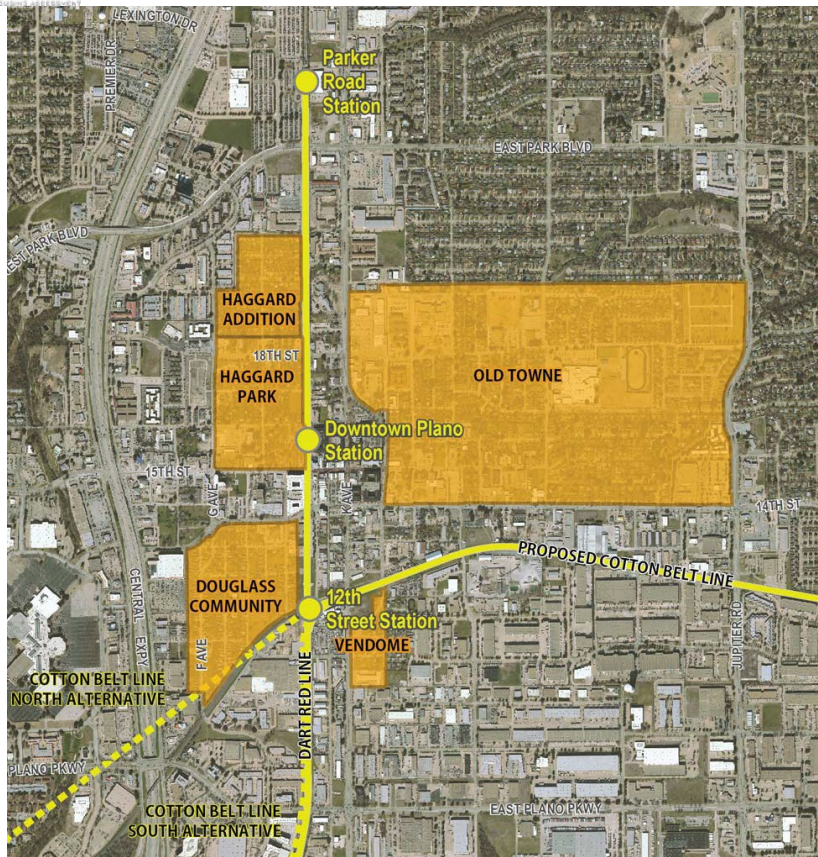 LEXINGTON DR
PREMIER DR
Parker
Road
Station
EAST PARK BLVD
WEST PARK BLVD
HAGGARD
ADDITION
18TH ST
HAGGARD
PARK
OLD TOWNE
Downtown Plano
Station
15TH ST
G AVE
K AVE
14TH ST
PROPOSED COTTON BELT LINE
DOUGLASS
COMMUNITY
12th
Street Station
VENDOME
CENTRAL EXPY
F AVE
JUPITER RD
COTTON BELT LINE
NORTH ALTERNATIVE
DART RED LINE
PLANO PKWY
COTTON BELT LINE
SOUTH ALTERNATIVE
EAST PLANO PKWY